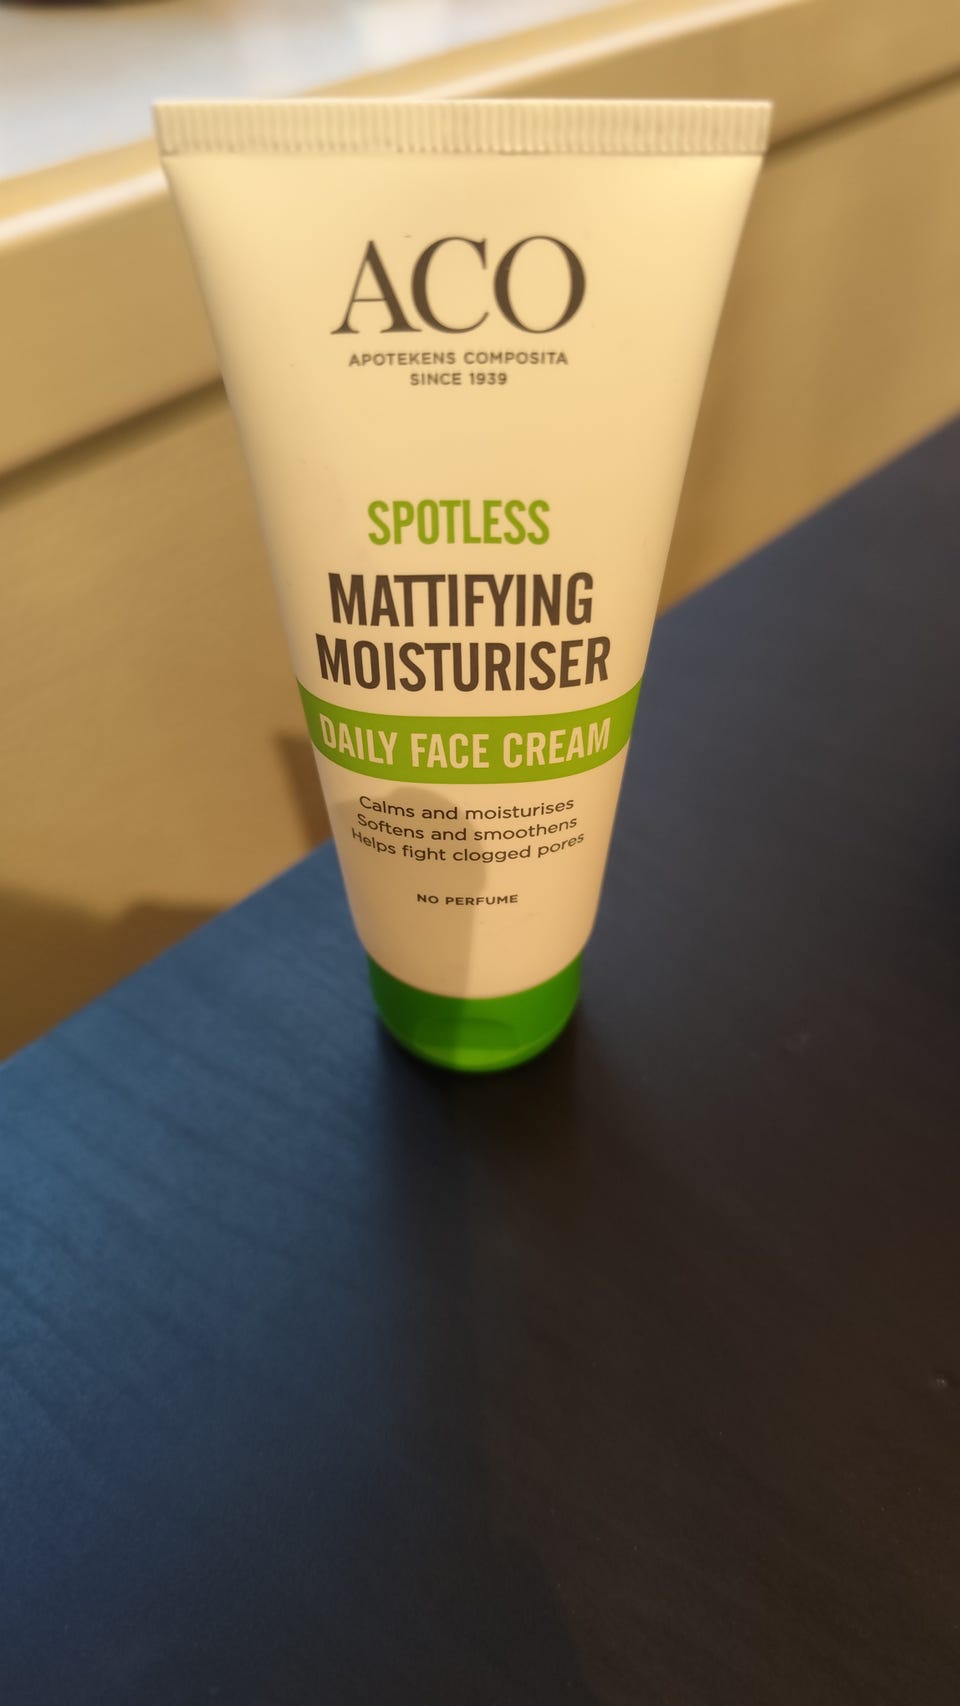 ACO
APOTEKENS COMPOSITA
SINCE 1939
SPOTLESS
MATTIFYING
MOISTURISER
DAILY FACE CREAM
Calms and moisturises
Softens and smoothens
Helps fight clogged pores
NO PERFUME